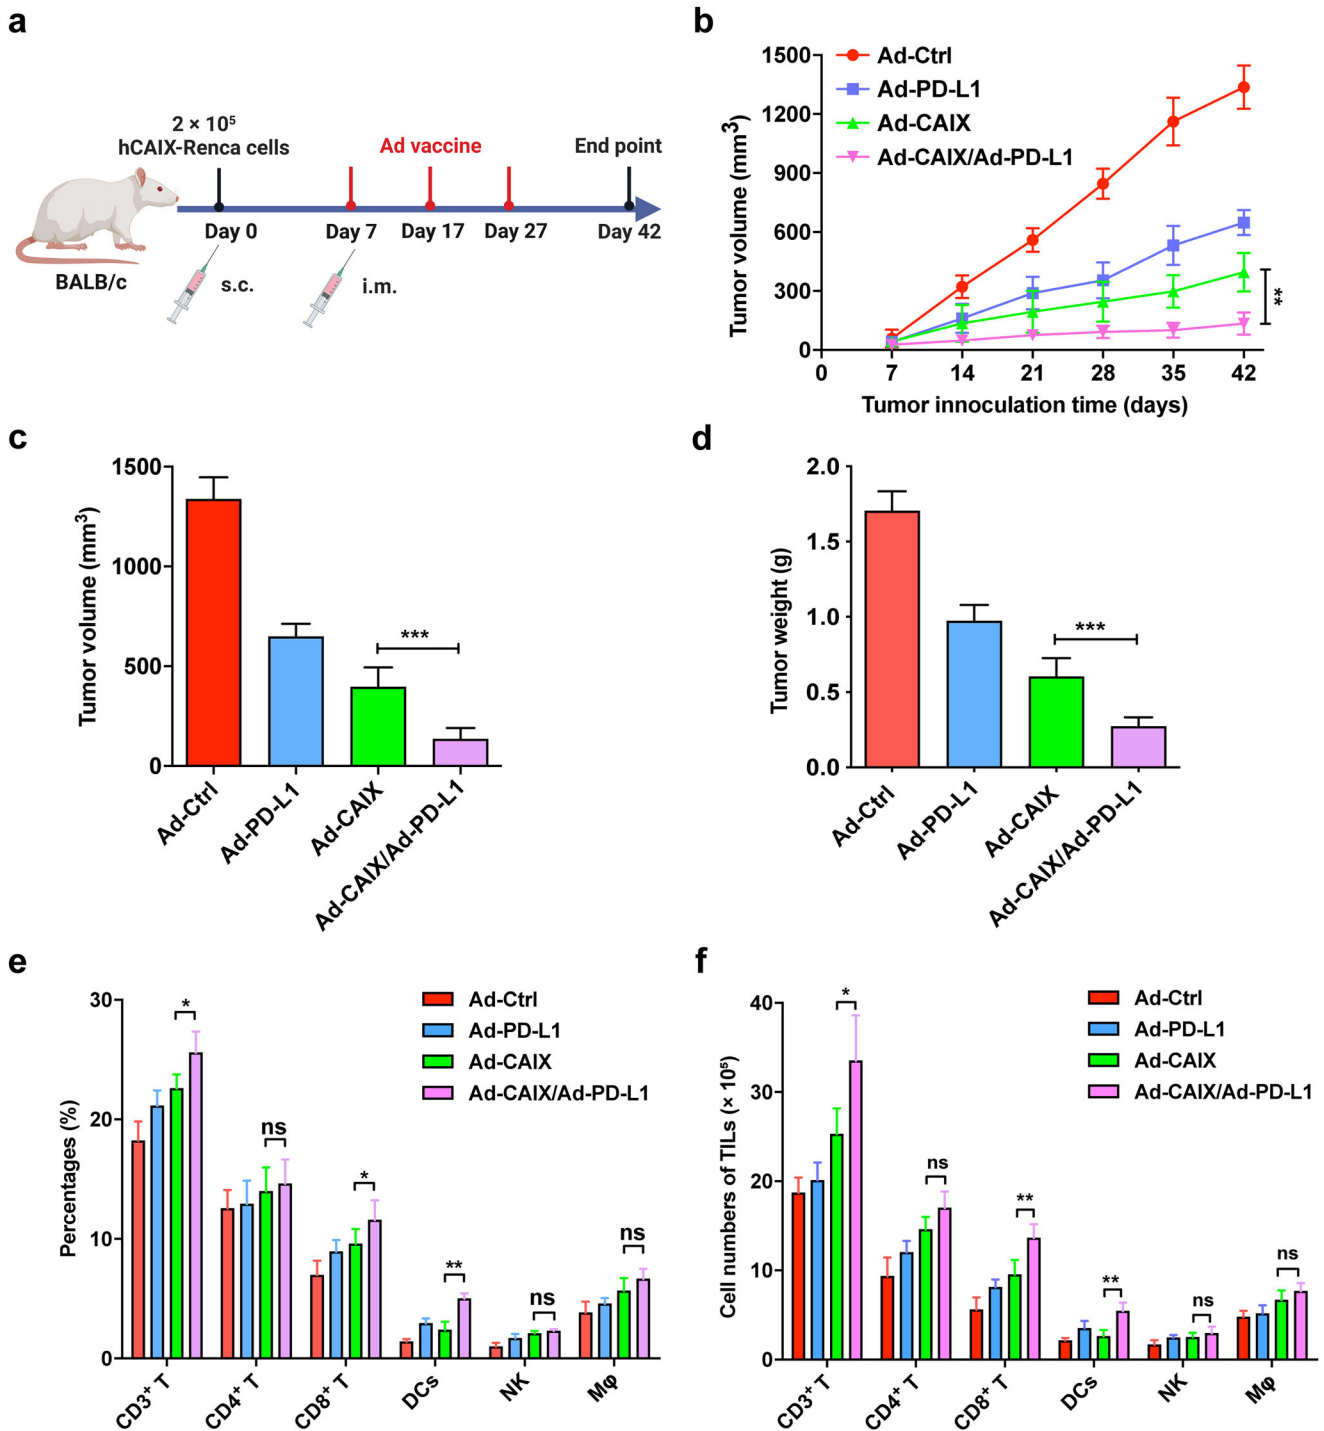 a
2 × 10⁵
hCAIX-Renca cells
Ad vaccine
End point
Day 0
Day 7
Day 17
Day 27
Day 42
BALB/c
s.c.
i.m.
b
Tumor volume (mm³)
1500
1200
900
600
300
0
0
7
14
21
28
35
42
Tumor innoculation time (days)
Ad-Ctrl
Ad-PD-L1
Ad-CAIX
Ad-CAIX/Ad-PD-L1
**
c
Tumor volume (mm³)
1500
1000
500
0
***
Ad-Ctrl
Ad-PD-L1
Ad-CAIX
Ad-CAIX/Ad-PD-L1
d
Tumor weight (g)
2.0
1.5
1.0
0.5
0.0
***
Ad-Ctrl
Ad-PD-L1
Ad-CAIX
Ad-CAIX/Ad-PD-L1
e
Percentages (%)
30
20
10
0
Ad-Ctrl
Ad-PD-L1
Ad-CAIX
Ad-CAIX/Ad-PD-L1
*
ns
*
**
ns
ns
CD3⁺ T
CD4⁺ T
CD8⁺ T
DCs
NK
Mφ
f
Cell numbers of TILs (× 10⁵)
40
30
20
10
0
Ad-Ctrl
Ad-PD-L1
Ad-CAIX
Ad-CAIX/Ad-PD-L1
*
ns
**
**
ns
ns
CD3⁺ T
CD4⁺ T
CD8⁺ T
DCs
NK
Mφ